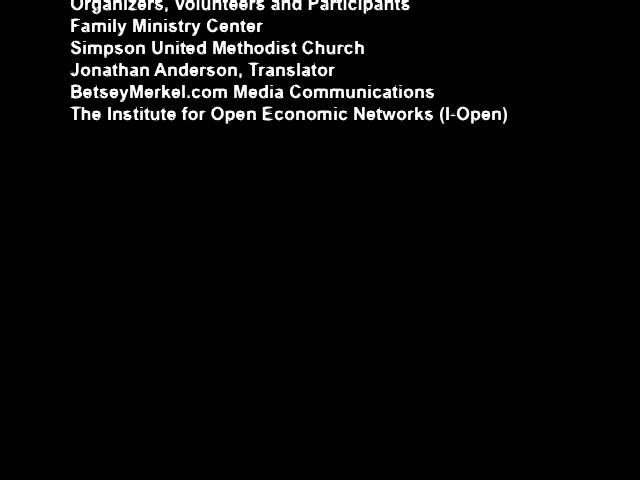 Organizers, Volunteers and Participants
Family Ministry Center
Simpson United Methodist Church
Jonathan Anderson, Translator
BetseyMerkel.com Media Communications
The Institute for Open Economic Networks (I-Open)